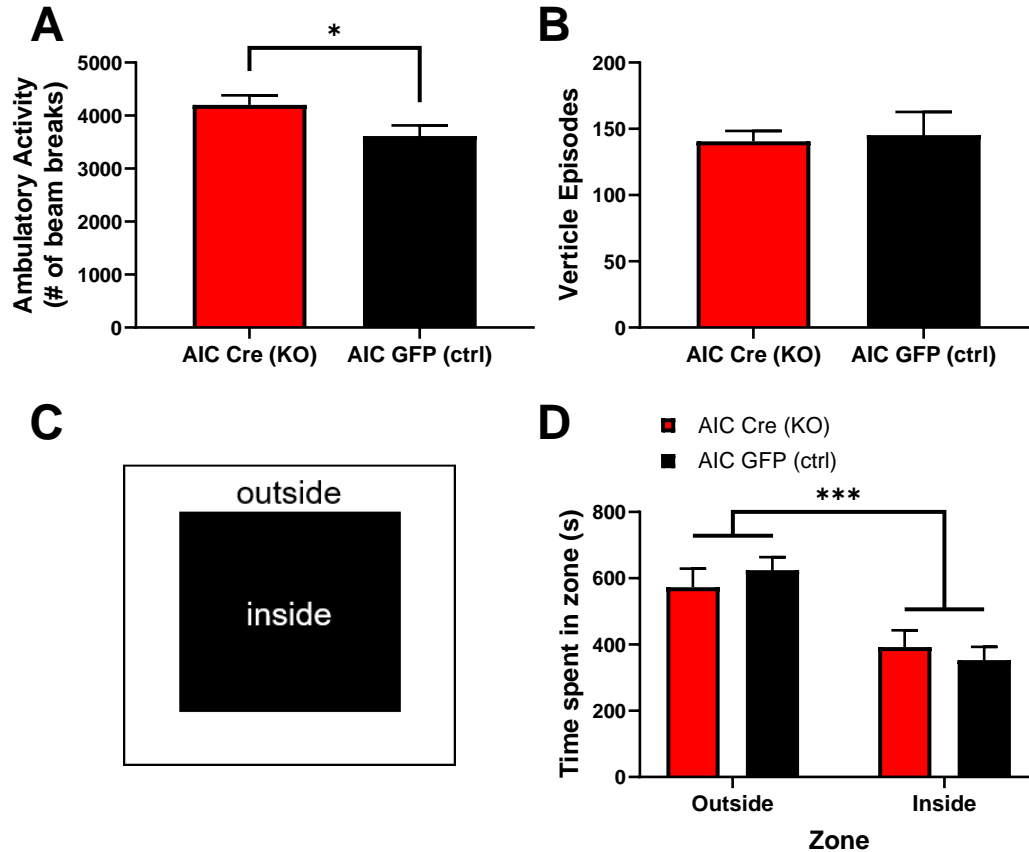 A
*
Ambulatory Activity
(# of beam breaks)
5000
4000
3000
2000
1000
0
AIC Cre (KO) AIC GFP (ctrl)
B
Verticle Episodes
200
150
100
50
0
AIC Cre (KO) AIC GFP (ctrl)
C
outside
inside
D
AIC Cre (KO)
AIC GFP (ctrl)
***
Time spent in zone (s)
800
600
400
200
0
Outside Inside
Zone